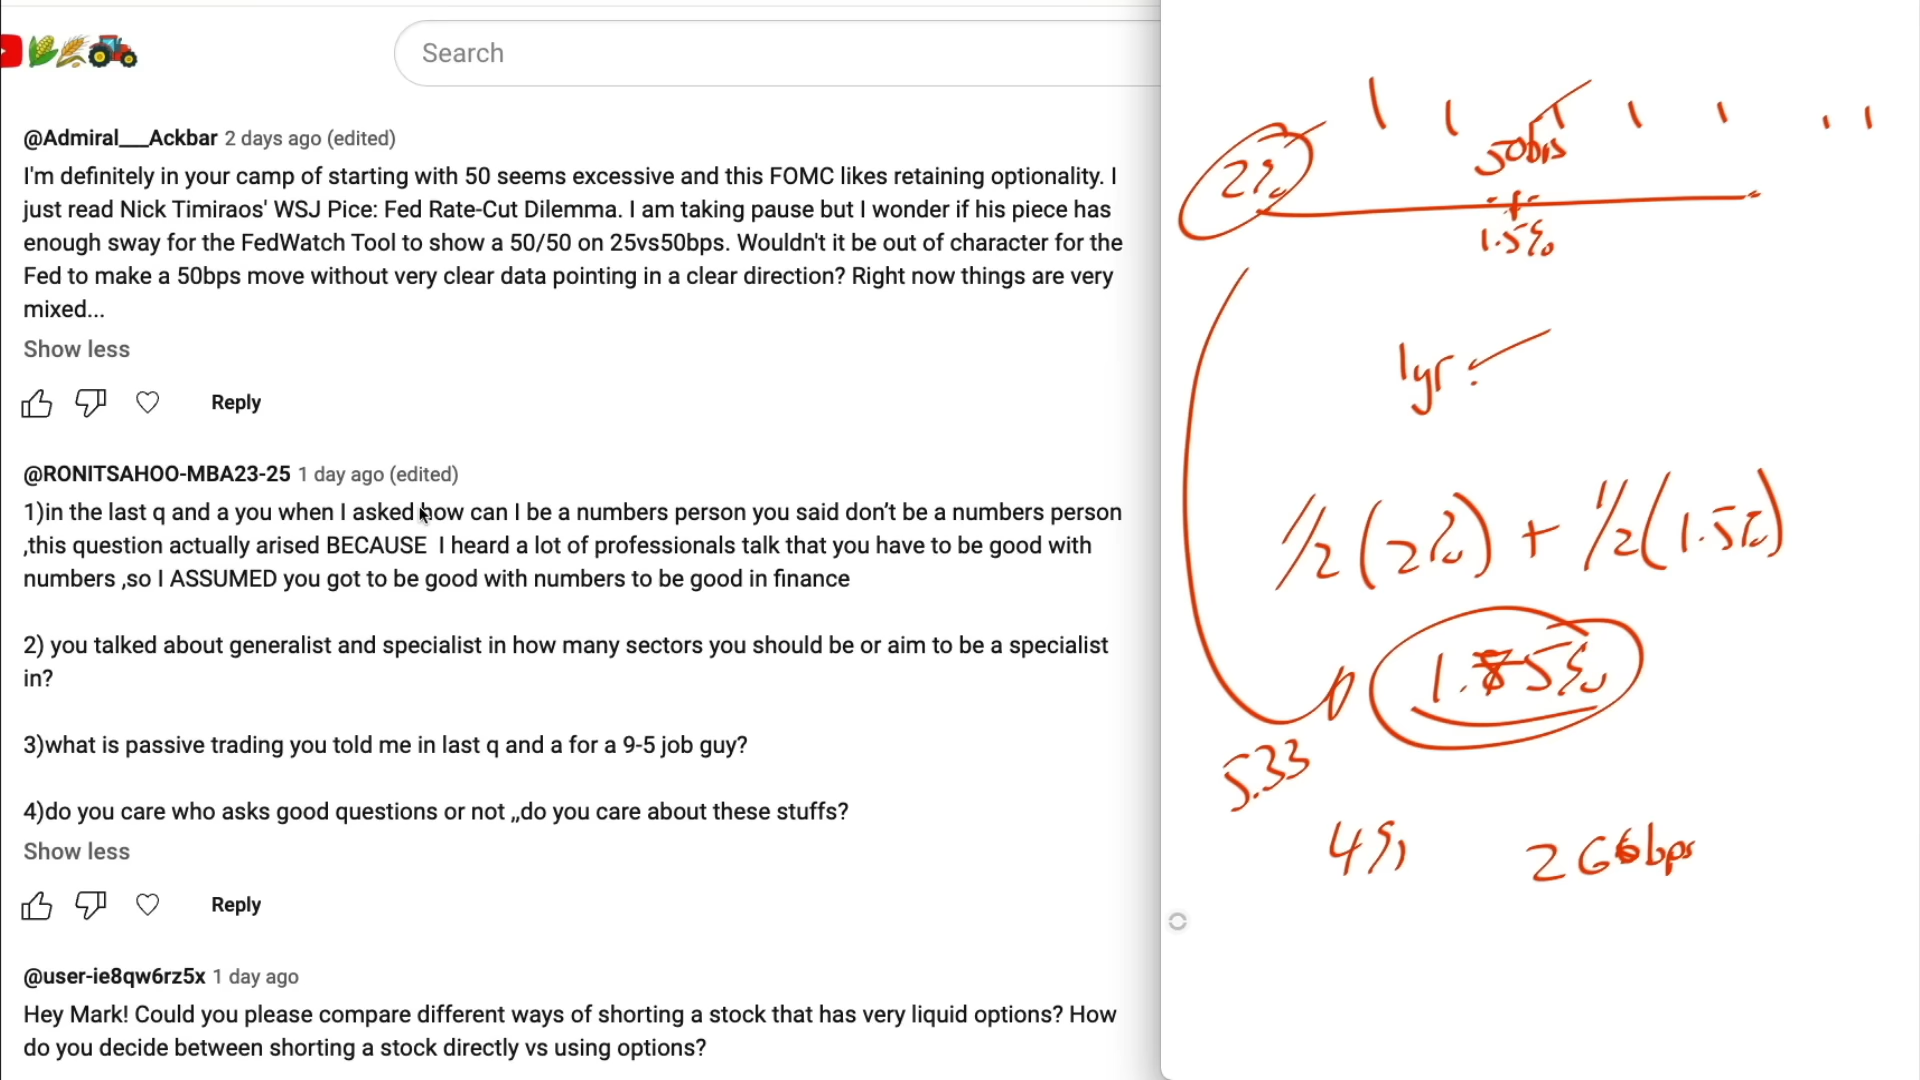 Search
@Admiral___Ackbar 2 days ago (edited)
I'm definitely in your camp of starting with 50 seems excessive and this FOMC likes retaining optionality. I
just read Nick Timiraos' WSJ Pice: Fed Rate-Cut Dilemma. I am taking pause but I wonder if his piece has
enough sway for the FedWatch Tool to show a 50/50 on 25vs50bps. Wouldn't it be out of character for the
Fed to make a 50bps move without very clear data pointing in a clear direction? Right now things are very
mixed...
Show less
Reply
@RONITSAHOO-MBA23-25 1 day ago (edited)
1)in the last q and a you when I asked how can I be a numbers person you said don’t be a numbers person
,this question actually arised BECAUSE I heard a lot of professionals talk that you have to be good with
numbers ,so I ASSUMED you got to be good with numbers to be good in finance
2) you talked about generalist and specialist in how many sectors you should be or aim to be a specialist
in?
3)what is passive trading you told me in last q and a for a 9-5 job guy?
4)do you care who asks good questions or not ,,do you care about these stuffs?
Show less
Reply
@user-ie8qw6rz5x 1 day ago
Hey Mark! Could you please compare different ways of shorting a stock that has very liquid options? How
do you decide between shorting a stock directly vs using options?
50bps
2%
1.5%
1yr
1/2 (2%) + 1/2 (1.5%)
5.33
4%
266bps